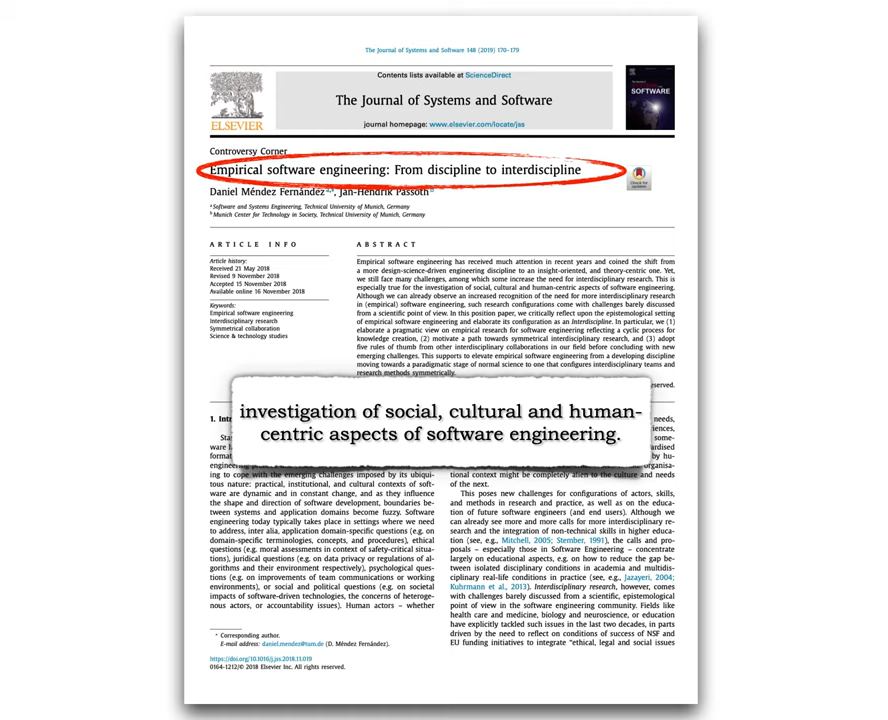 The Journal of Systems and Software 148 (2019) 170–179
Contents lists available at ScienceDirect
The Journal of Systems and Software
journal homepage: www.elsevier.com/locate/jss
ELSEVIER
SOFTWARE
Controversy Corner
Empirical software engineering: From discipline to interdiscipline
Check for updates
Daniel Méndez Fernández a,*, Jan-Hendrik Passoth b
a Software and Systems Engineering, Technical University of Munich, Germany
b Munich Center for Technology in Society, Technical University of Munich, Germany
ARTICLE INFO
Article history:
Received 21 May 2018
Revised 9 November 2018
Accepted 15 November 2018
Available online 16 November 2018
Keywords:
Empirical software engineering
Interdisciplinary research
Symmetrical collaboration
Science & technology studies
ABSTRACT
Empirical software engineering has received much attention in recent years and coined the shift from
a more design-science-driven engineering discipline to an insight-oriented, and theory-centric one. Yet,
we still face many challenges, among which some increase the need for interdisciplinary research. This is
especially true for the investigation of social, cultural and human-centric aspects of software engineering.
Although we can already observe an increased recognition of the need for more interdisciplinary research
in (empirical) software engineering, such research configurations come with challenges barely discussed
from a scientific point of view. In this position paper, we critically reflect upon the epistemological setting
of empirical software engineering and elaborate its configuration as an Interdiscipline. In particular, we (1)
elaborate a pragmatic view on empirical research for software engineering reflecting a cyclic process for
knowledge creation, (2) motivate a path towards symmetrical interdisciplinary research, and (3) adopt
five rules of thumb from other interdisciplinary collaborations in our field before concluding with new
emerging challenges. This supports to elevate empirical software engineering from a developing discipline
moving towards a paradigmatic stage of normal science to one that configures interdisciplinary teams and
research methods symmetrically.
investigation of social, cultural and human-
centric aspects of software engineering.
ing to cope with the emerging challenges imposed by its ubiqui-
tous nature: practical, institutional, and cultural contexts of soft-
ware are dynamic and in constant change, and as they influence
the shape and direction of software development, boundaries be-
tween systems and application domains become fuzzy. Software
engineering today typically takes place in settings where we need
to address, inter alia, application domain-specific questions (e.g. on
domain-specific terminologies, concepts, and procedures), ethical
questions (e.g. moral assessments in context of safety-critical situa-
tions), juridical questions (e.g. on data privacy or regulations of al-
gorithms and their environment respectively), psychological ques-
tions (e.g. on improvements of team communications or working
environments), or social and political questions (e.g. on societal
impacts of software-driven technologies, the concerns of heteroge-
nous actors, or accountability issues). Human actors – whether
* Corresponding author.
E-mail address: daniel.mendez@tum.de (D. Méndez Fernández).
tional context might be completely alien to the culture and needs
of the next.
This poses new challenges for configurations of actors, skills,
and methods in research and practice, as well as on the educa-
tion of future software engineers (and end users). Although we
can already see more and more calls for more interdisciplinary re-
search and the integration of non-technical skills in higher educa-
tion (see, e.g., Mitchell, 2005; Stember, 1991), the calls and pro-
posals – especially those in Software Engineering – concentrate
largely on educational aspects, e.g. on how to reduce the gap be-
tween isolated disciplinary conditions in academia and multidis-
ciplinary real-life conditions in practice (see, e.g., Jazayeri, 2004;
Kuhrmann et al., 2013). Interdisciplinary research, however, comes
with challenges barely discussed from a scientific, epistemological
point of view in the software engineering community. Fields like
health care and medicine, biology and neuroscience, or education
have explicitly tackled such issues in the last two decades, in parts
driven by the need to reflect on conditions of success of NSF and
EU funding initiatives to integrate "ethical, legal and social issues
https://doi.org/10.1016/j.jss.2018.11.019
0164-1212/© 2018 Elsevier Inc. All rights reserved.